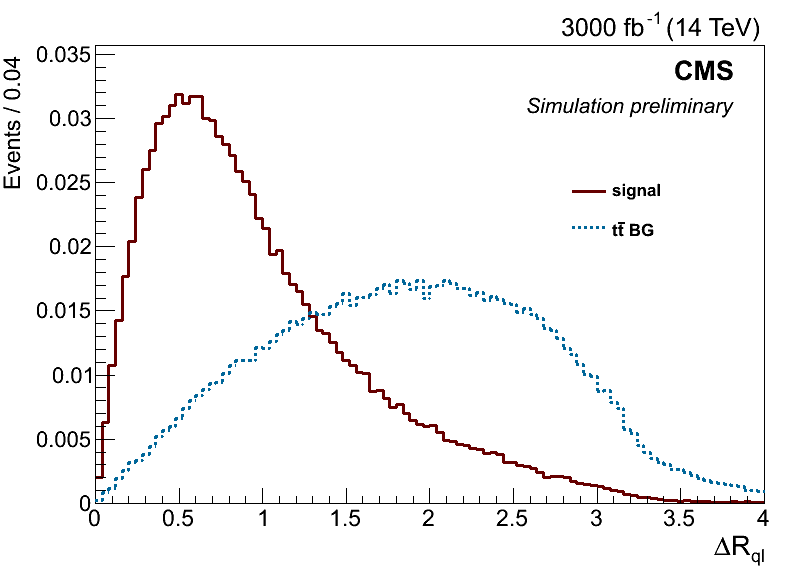 3000 fb⁻¹ (14 TeV)
CMS
Simulation preliminary
signal
tt̄ BG
Events / 0.04
0.035
0.03
0.025
0.02
0.015
0.01
0.005
0
0 0.5 1 1.5 2 2.5 3 3.5 4
ΔR_ql